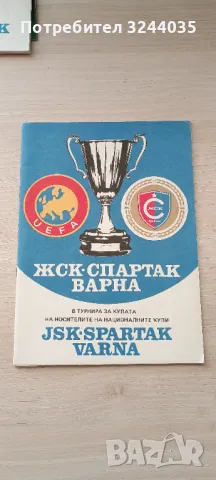 Потребител 3244035
UEFA
ЖСК
ЖСК·СПАРТАК
ВАРНА
В ТУРНИРА ЗА КУПАТА
НА НОСИТЕЛИТЕ НА НАЦИОНАЛНИТЕ КУПИ
JSK·SPARTAK
VARNA
bazar